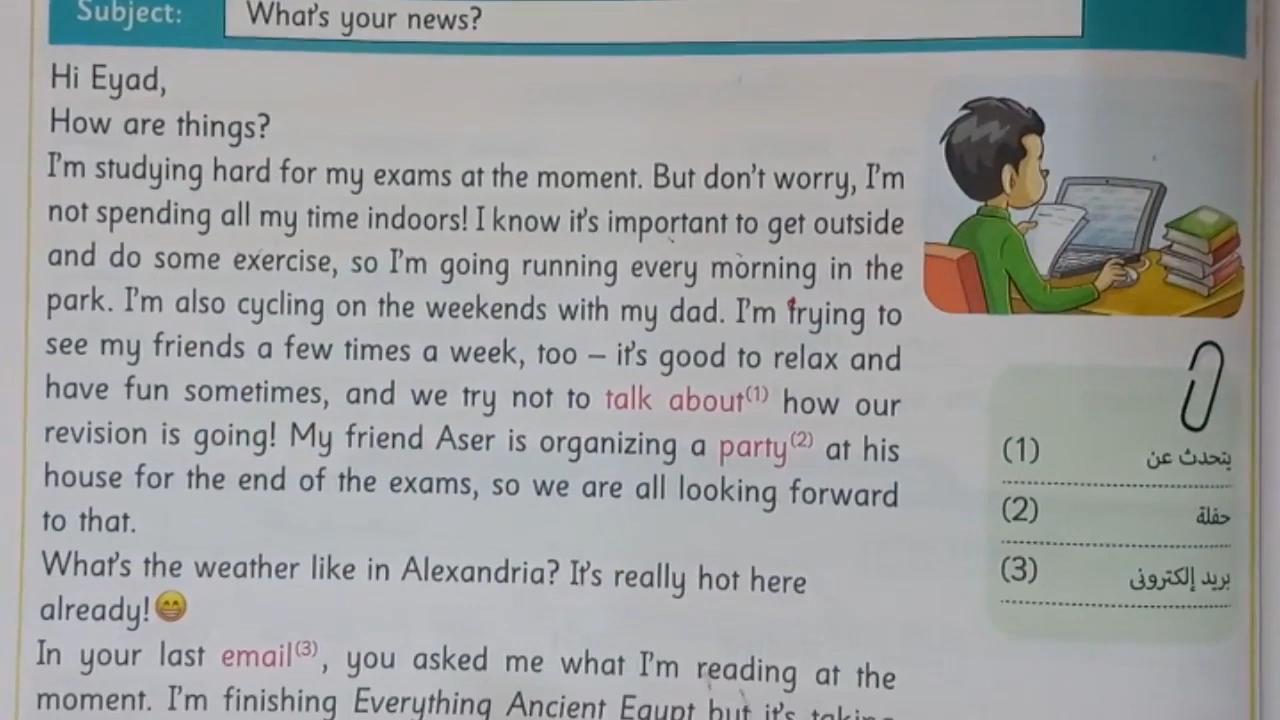 Subject:
What's your news?
Hi Eyad,
How are things?
I'm studying hard for my exams at the moment. But don't worry, I'm
not spending all my time indoors! I know it's important to get outside
and do some exercise, so I'm going running every morning in the
park. I'm also cycling on the weekends with my dad. I'm trying to
see my friends a few times a week, too – it's good to relax and
have fun sometimes, and we try not to talk about(1) how our
revision is going! My friend Aser is organizing a party(2) at his
house for the end of the exams, so we are all looking forward
to that.
What's the weather like in Alexandria? It's really hot here
already!😁
In your last email(3), you asked me what I'm reading at the
moment. I'm finishing Everything Ancient Egypt but it's taking
(1) يتحدث عن
(2) حفلة
(3) بريد إلكترونى